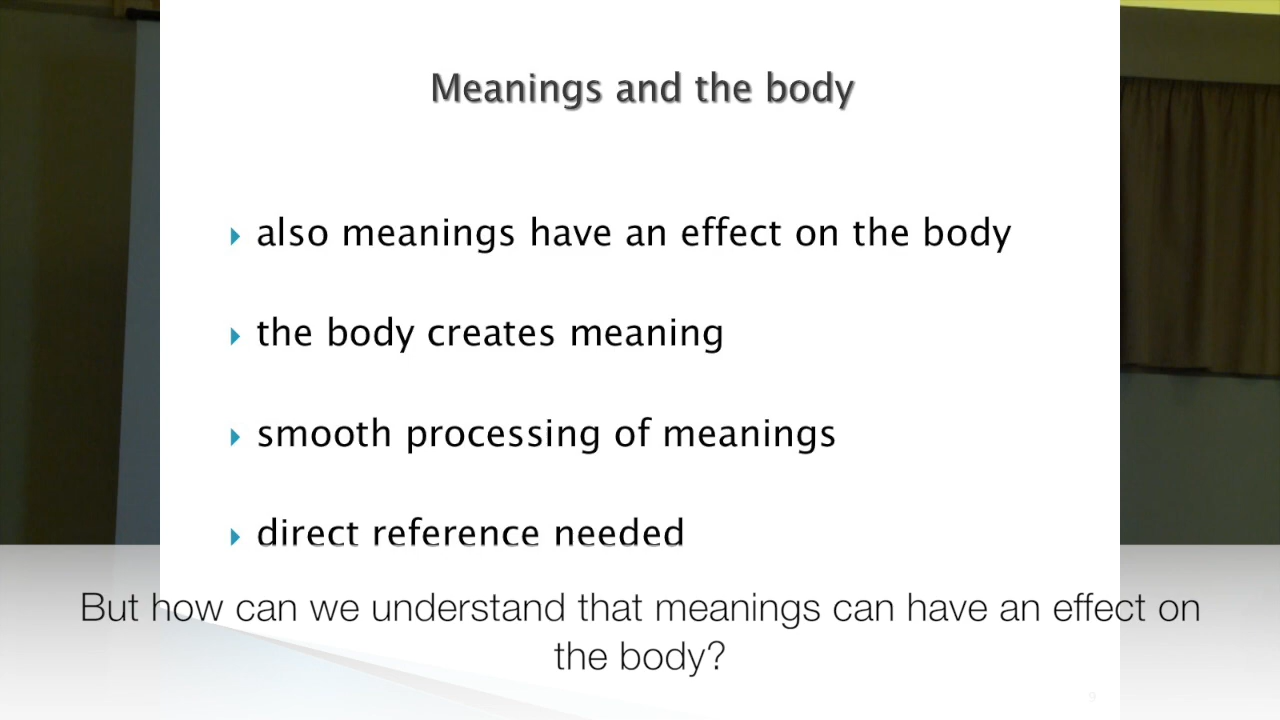 Meanings and the body
also meanings have an effect on the body
the body creates meaning
smooth processing of meanings
direct reference needed
But how can we understand that meanings can have an effect on
the body?
9